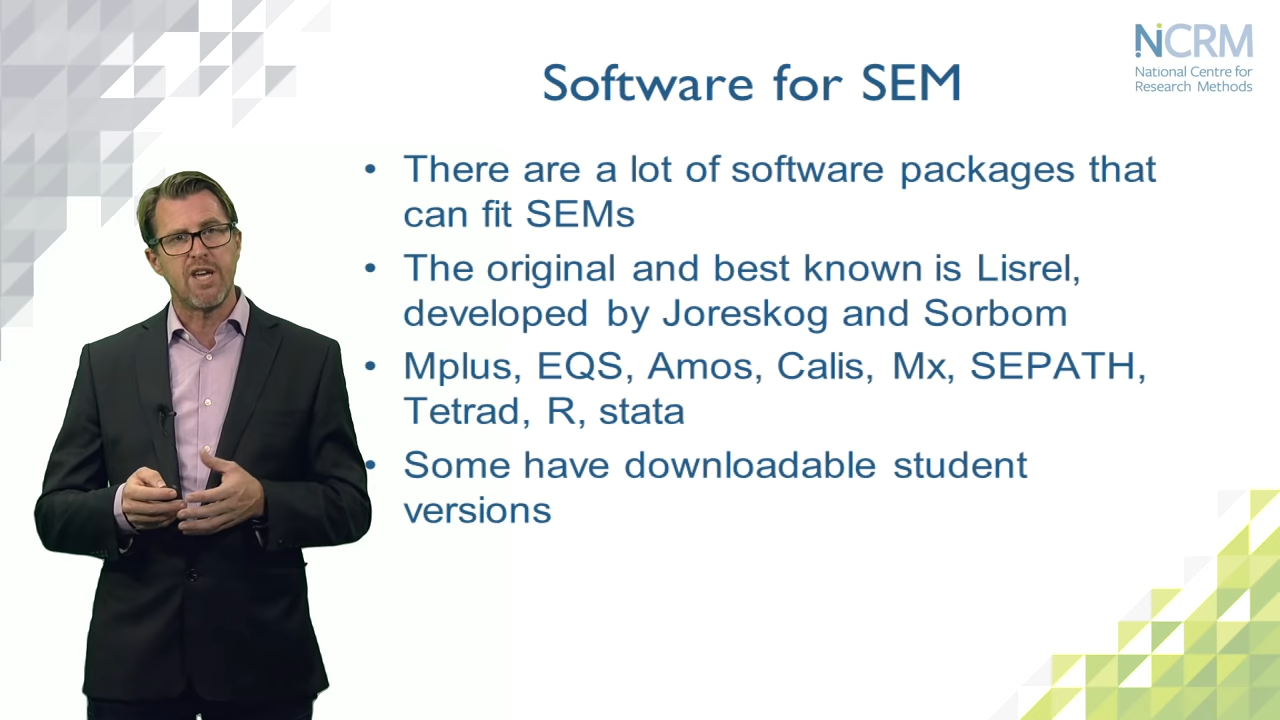 NCRM
National Centre for
Research Methods
Software for SEM
• There are a lot of software packages that
can fit SEMs
• The original and best known is Lisrel,
developed by Joreskog and Sorbom
• Mplus, EQS, Amos, Calis, Mx, SEPATH,
Tetrad, R, stata
• Some have downloadable student
versions